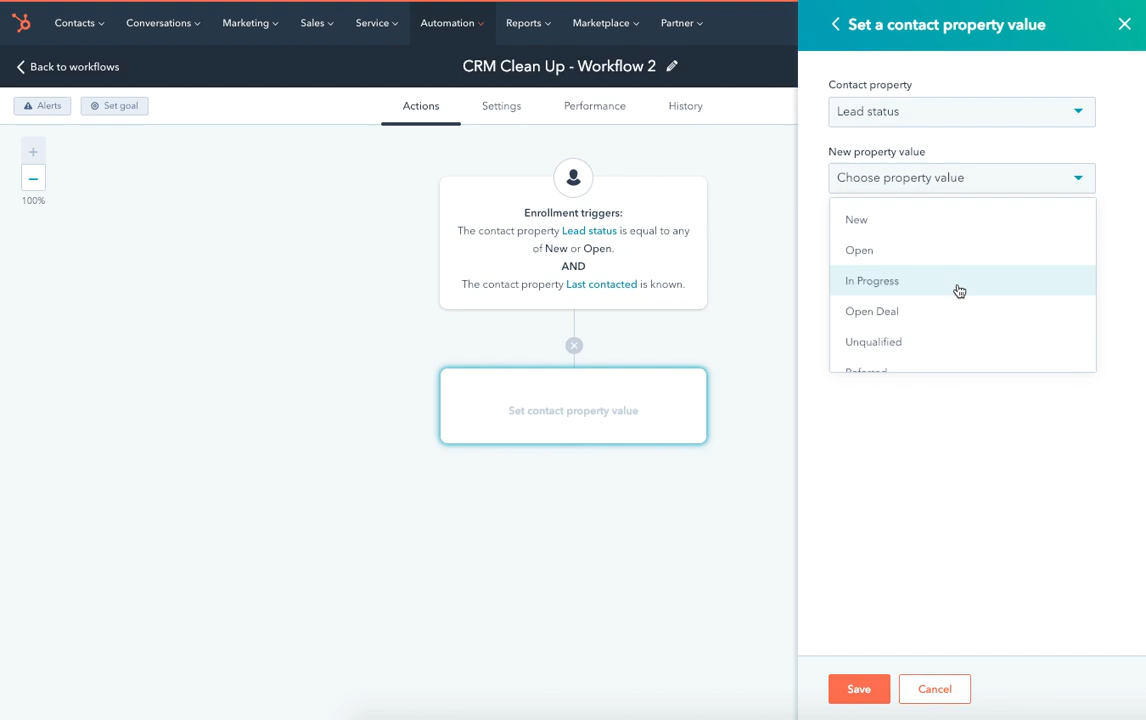 Contacts Conversations Marketing Sales Service Automation Reports Marketplace Partner
Back to workflows
CRM Clean Up - Workflow 2
Alerts Set goal
Actions Settings Performance History
100%
Enrollment triggers:
The contact property Lead status is equal to any
of New or Open.
AND
The contact property Last contacted is known.
Set contact property value
Set a contact property value
Contact property
Lead status
New property value
Choose property value
New
Open
In Progress
Open Deal
Unqualified
Referred
Save Cancel